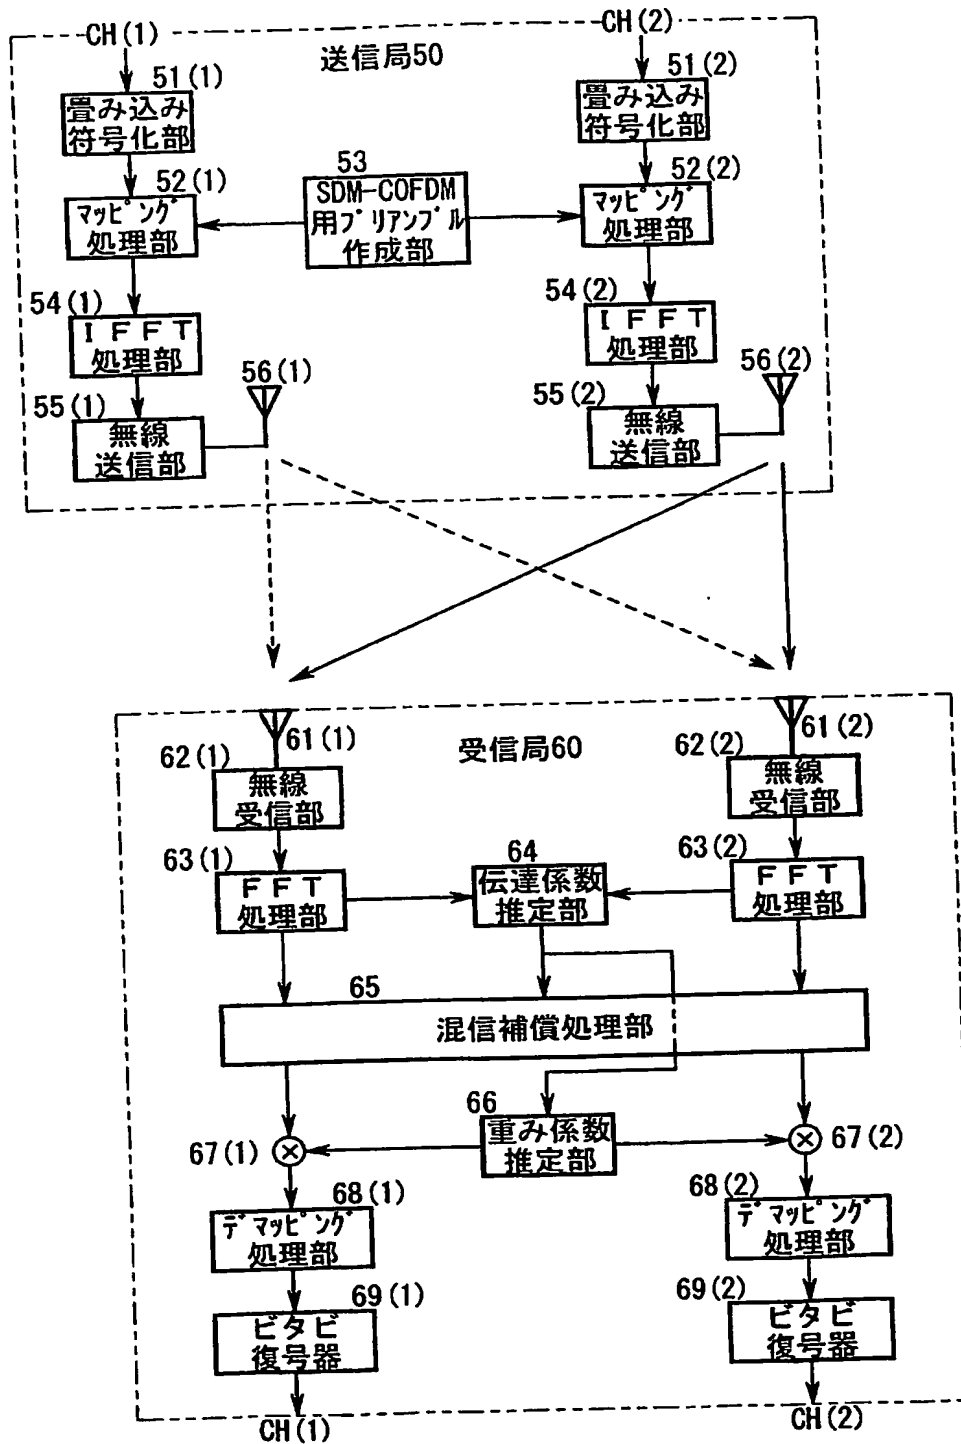 CH(1)
CH(2)
送信局50
51(1)
51(2)
畳み込み
符号化部
畳み込み
符号化部
53
52(1)
52(2)
SDM-COFDM
用プリアンブル
作成部
マッピング
処理部
マッピング
処理部
54(1)
54(2)
IFFT
処理部
IFFT
処理部
56(1)
56(2)
55(1)
55(2)
無線
送信部
無線
送信部
61(1)
61(2)
受信局60
62(1)
62(2)
無線
受信部
無線
受信部
63(1)
64
63(2)
FFT
処理部
伝達係数
推定部
FFT
処理部
65
混信補償処理部
66
67(1)
重み係数
推定部
67(2)
68(1)
68(2)
デマッピング
処理部
デマッピング
処理部
69(1)
69(2)
ビタビ
復号器
ビタビ
復号器
CH(1)
CH(2)